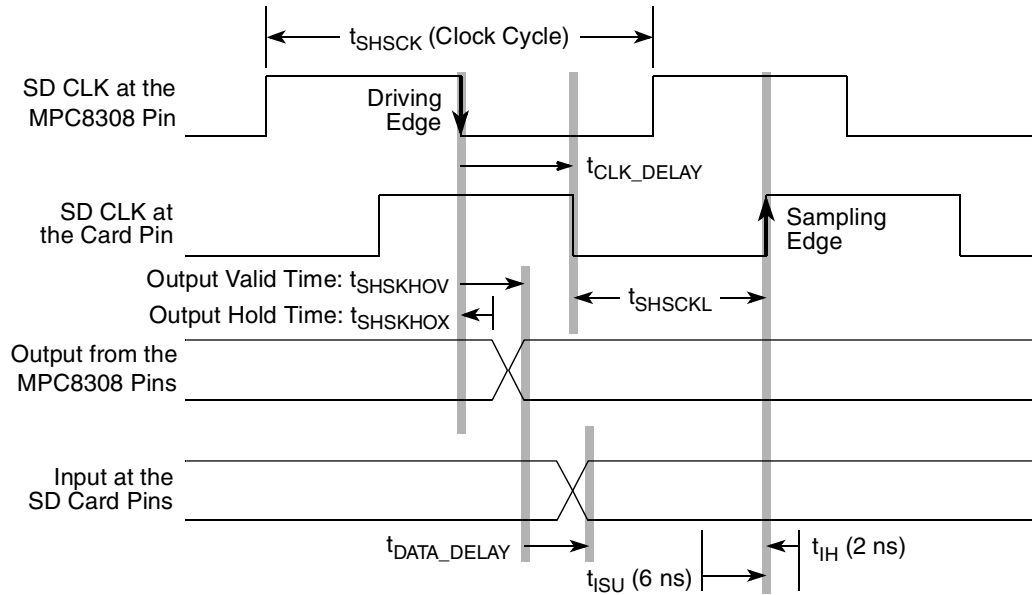 tSHSCK (Clock Cycle)
SD CLK at the
MPC8308 Pin
Driving
Edge
tCLK_DELAY
SD CLK at
the Card Pin
Sampling
Edge
Output Valid Time: tSHSKHOV
tSHSCKL
Output Hold Time: tSHSKHOX
Output from the
MPC8308 Pins
Input at the
SD Card Pins
tDATA_DELAY
tIH (2 ns)
tISU (6 ns)